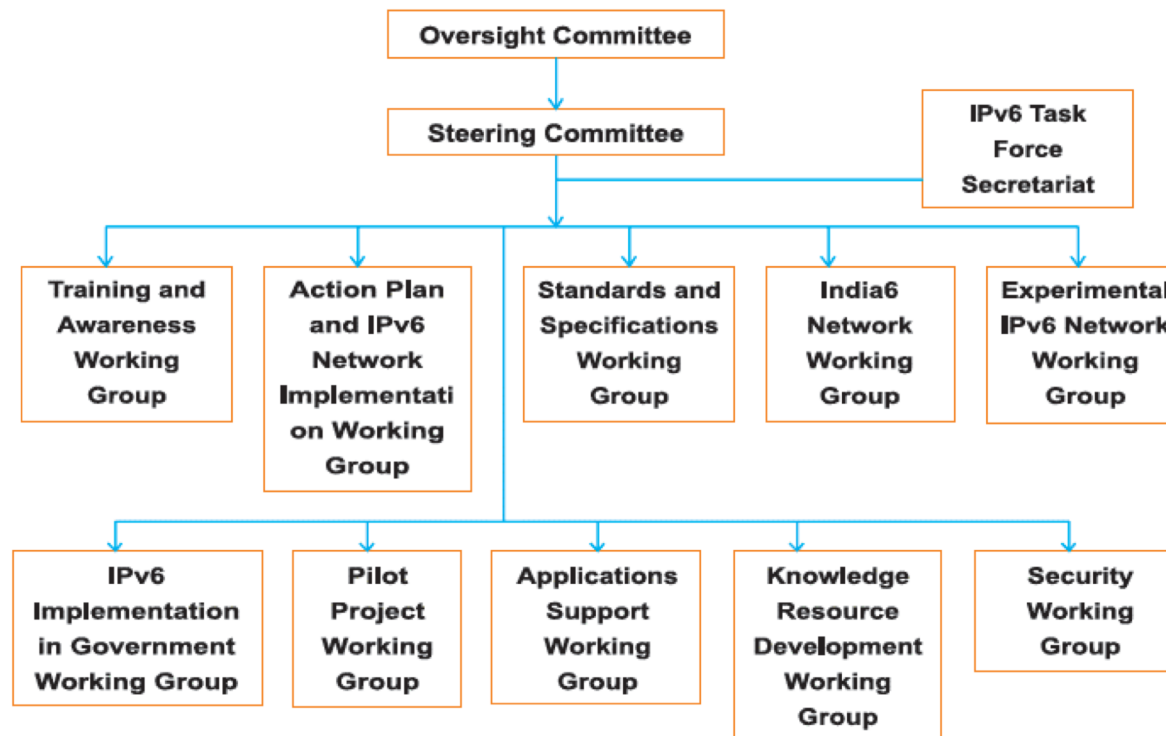 Oversight Committee
Steering Committee
IPv6 Task
Force
Secretariat
Training and
Awareness
Working
Group
Action Plan
and IPv6
Network
Implementati
on Working
Group
Standards and
Specifications
Working
Group
India6
Network
Working
Group
Experimental
IPv6 Network
Working
Group
IPv6
Implementation
in Government
Working Group
Pilot
Project
Working
Group
Applications
Support
Working
Group
Knowledge
Resource
Development
Working
Group
Security
Working
Group